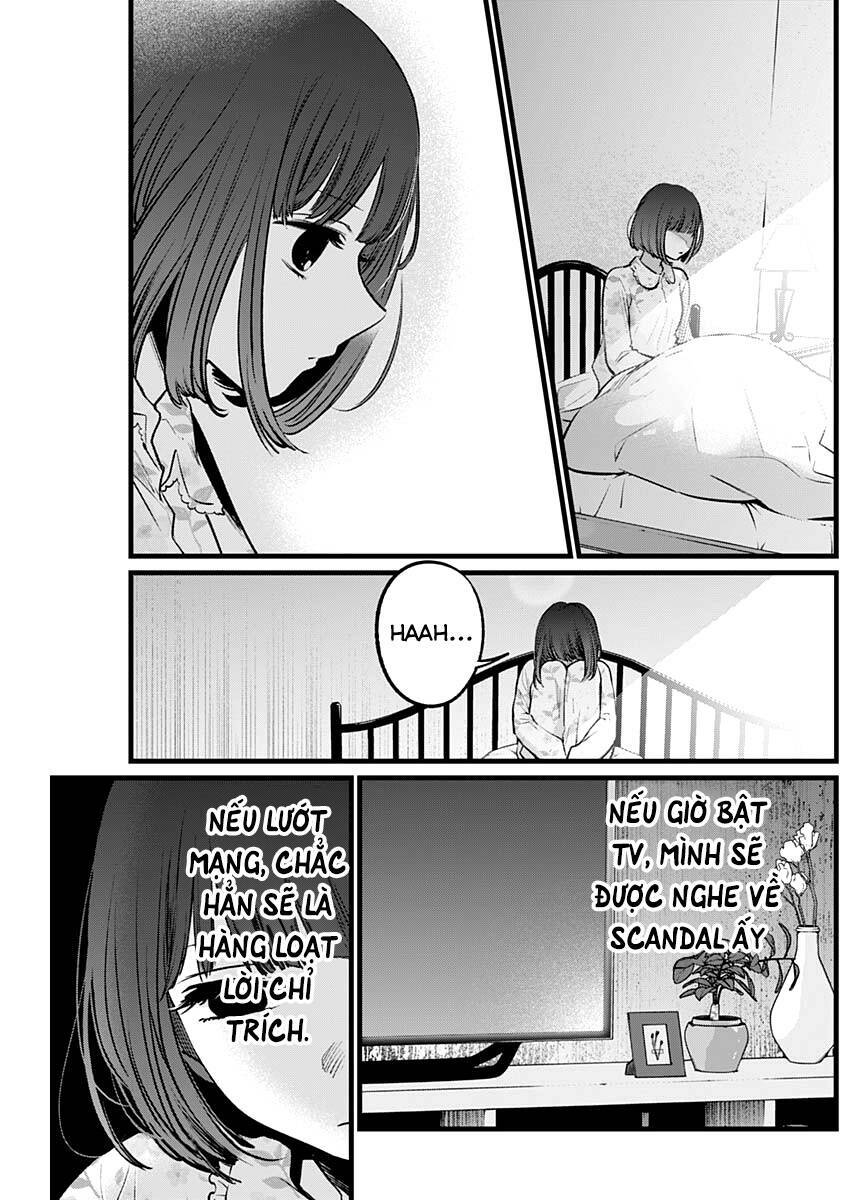 HAAH...
NẾU GIỜ BẬT
TV, MÌNH SẼ
ĐƯỢC NGHE VỀ
SCANDAL ẤY
NẾU LƯỚT
MẠNG, CHẮC
HẲN SẼ LÀ
HÀNG LOẠT
LỜI CHỈ
TRÍCH.